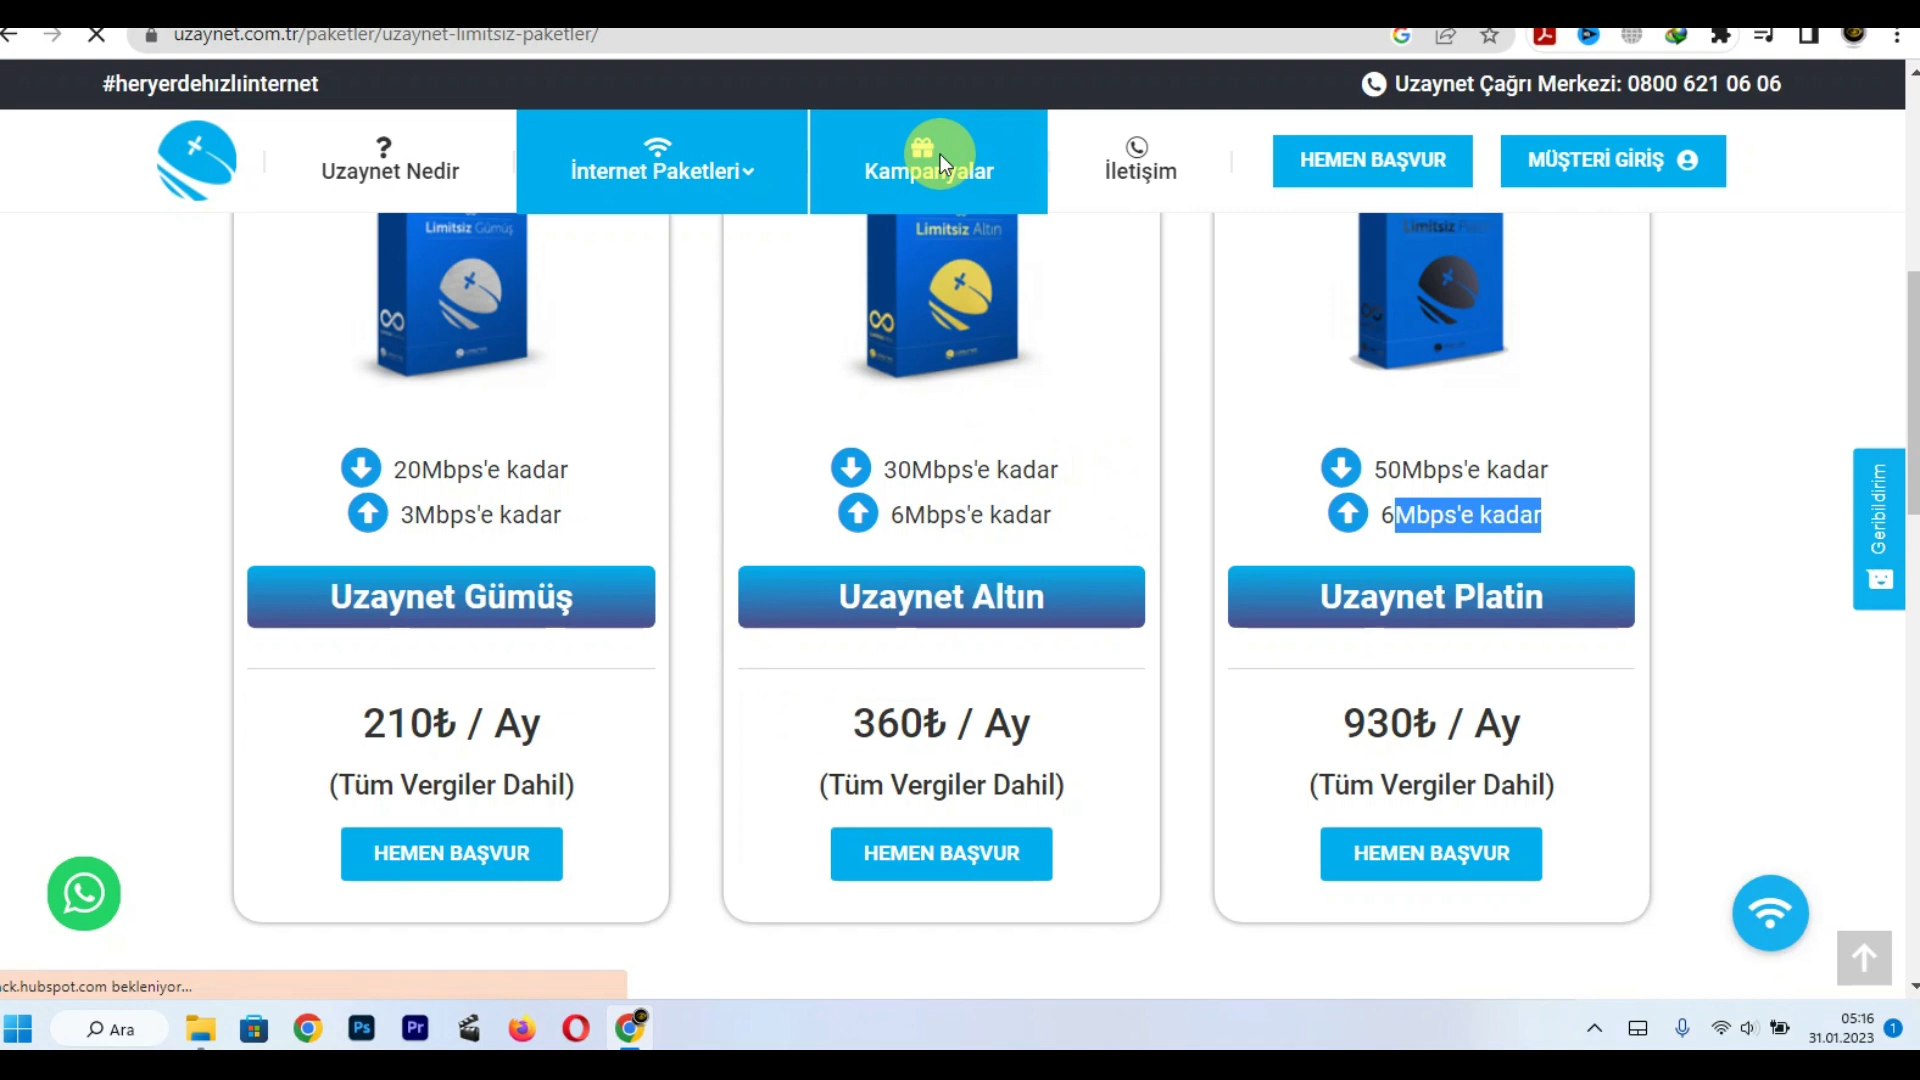 uzaynet.com.tr/paketler/uzaynet-limitsiz-paketler/
#heryerdehızlıinternet
Uzaynet Çağrı Merkezi: 0800 621 06 06
Uzaynet Nedir
İnternet Paketleri
Kampanyalar
İletişim
HEMEN BAŞVUR
MÜŞTERİ GİRİŞ
Limitsiz Gümüş
Limitsiz Altın
Limitsiz
20Mbps'e kadar
3Mbps'e kadar
30Mbps'e kadar
6Mbps'e kadar
50Mbps'e kadar
6Mbps'e kadar
Geribildirim
Uzaynet Gümüş
Uzaynet Altın
Uzaynet Platin
210₺ / Ay
360₺ / Ay
930₺ / Ay
(Tüm Vergiler Dahil)
(Tüm Vergiler Dahil)
(Tüm Vergiler Dahil)
HEMEN BAŞVUR
HEMEN BAŞVUR
HEMEN BAŞVUR
ck.hubspot.com bekleniyor...
Ara
Ps
Pr
05:16
31.01.2023
1